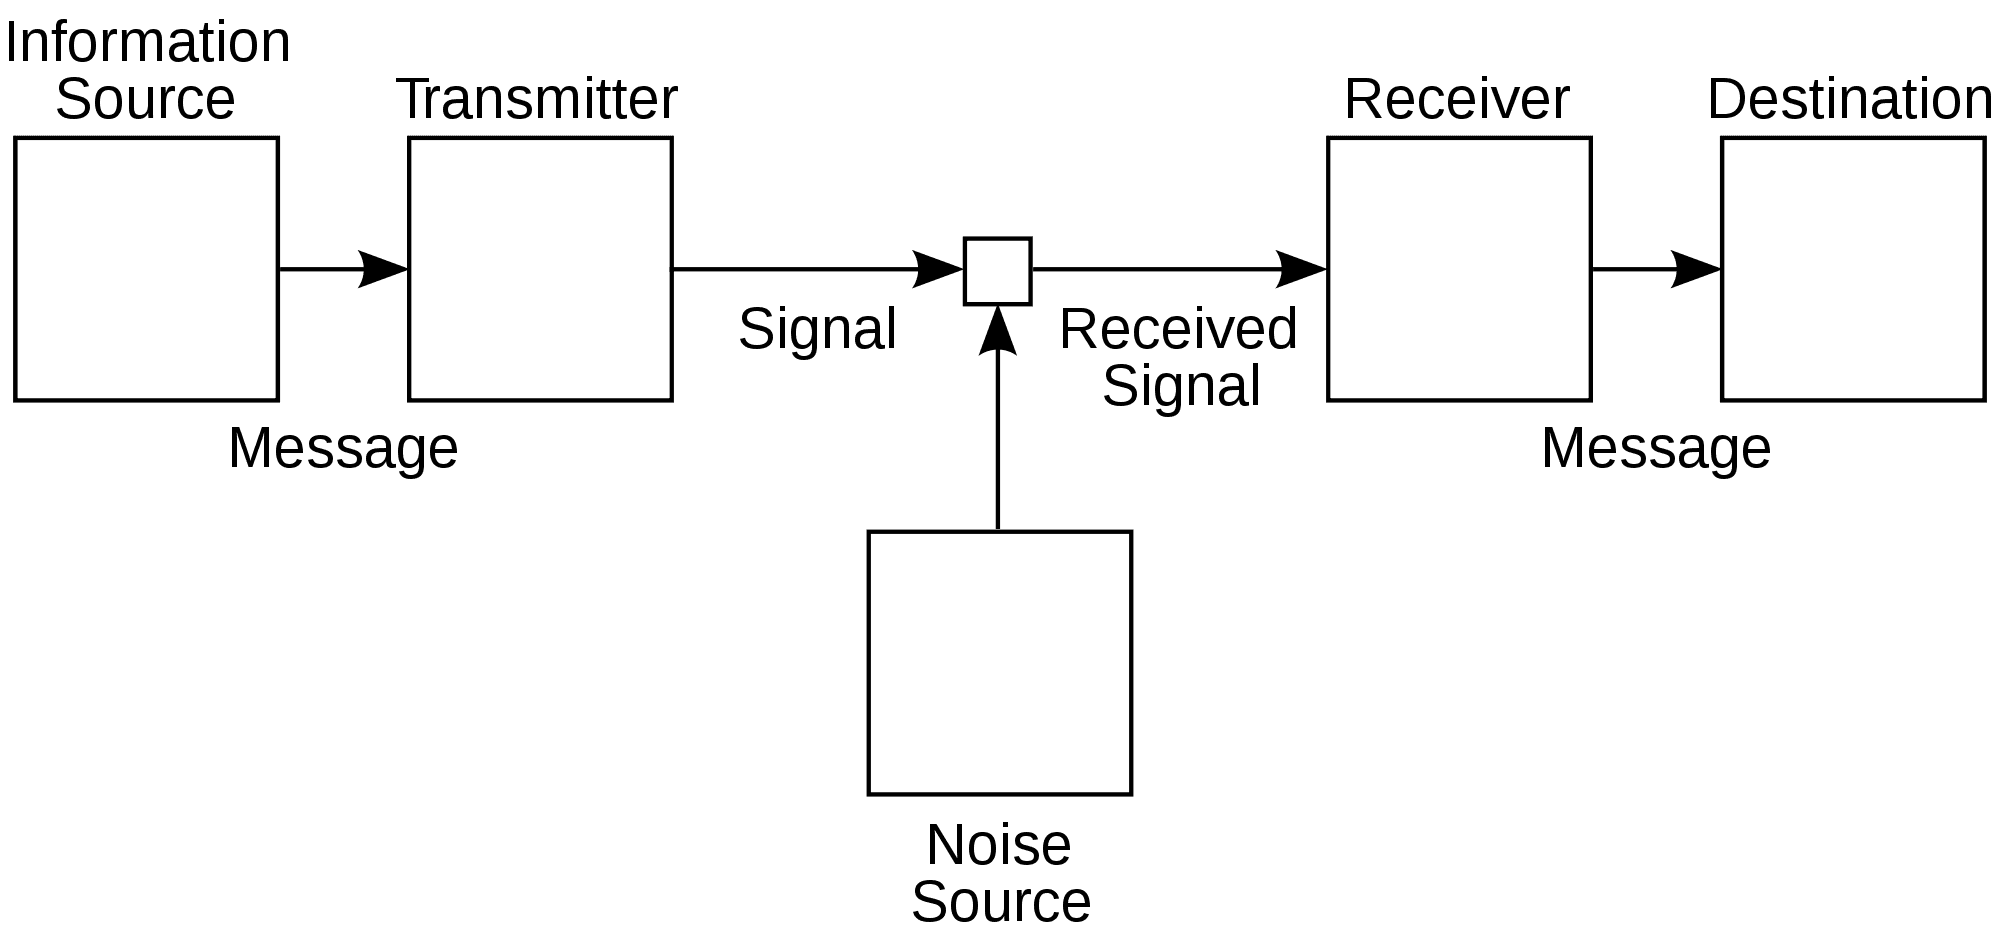 Information
Source
Transmitter
Receiver
Destination
Signal
Received
Signal
Message
Message
Noise
Source